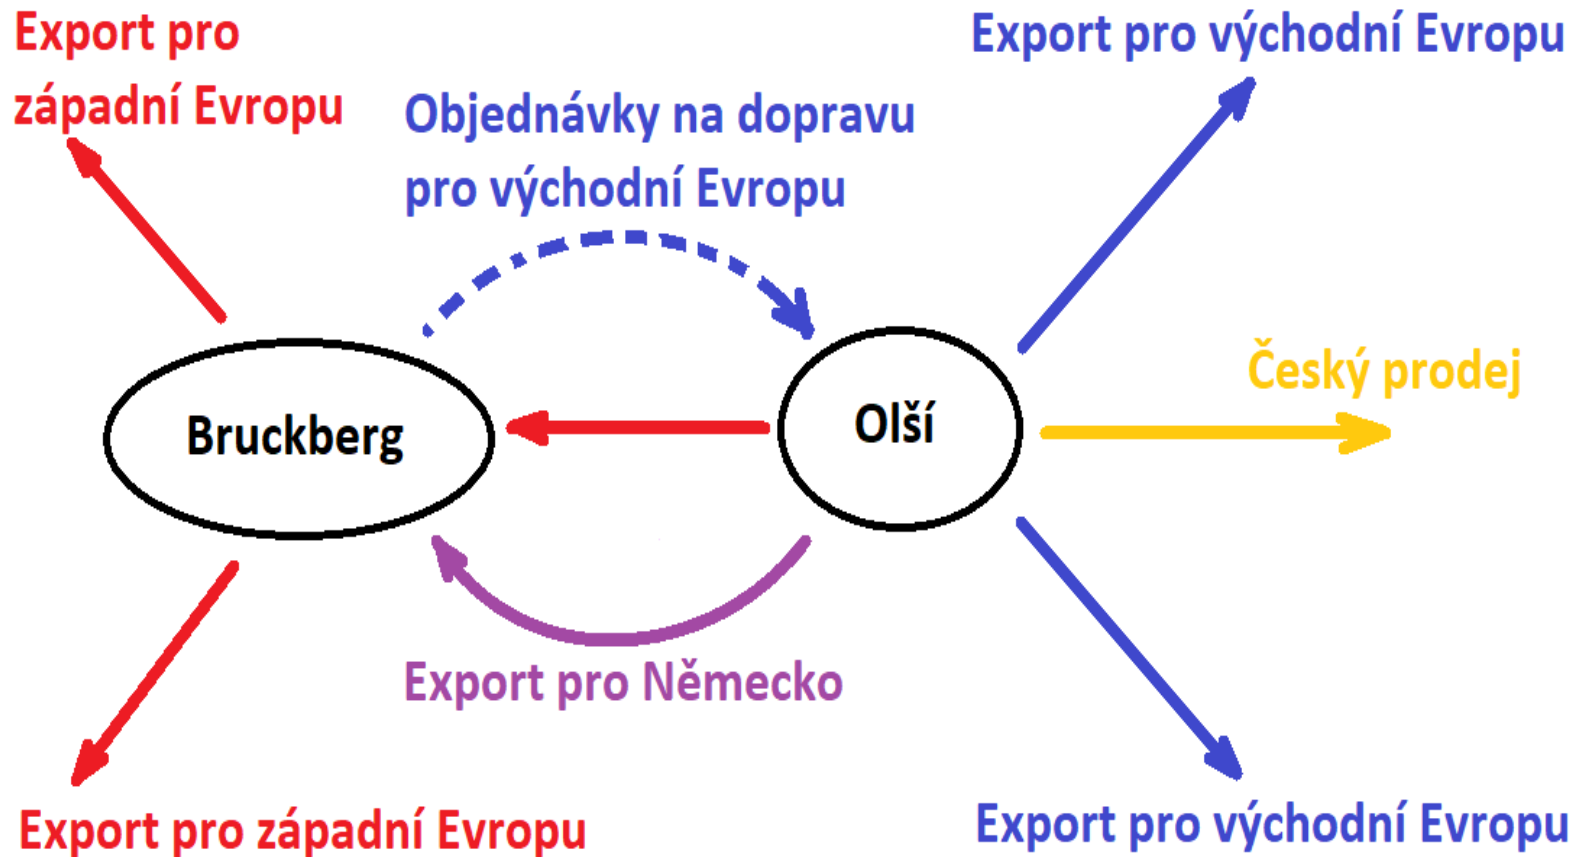 Export pro
západní Evropu
Objednávky na dopravu
pro východní Evropu
Export pro východní Evropu
Český prodej
Bruckberg
Olší
Export pro Německo
Export pro západní Evropu
Export pro východní Evropu